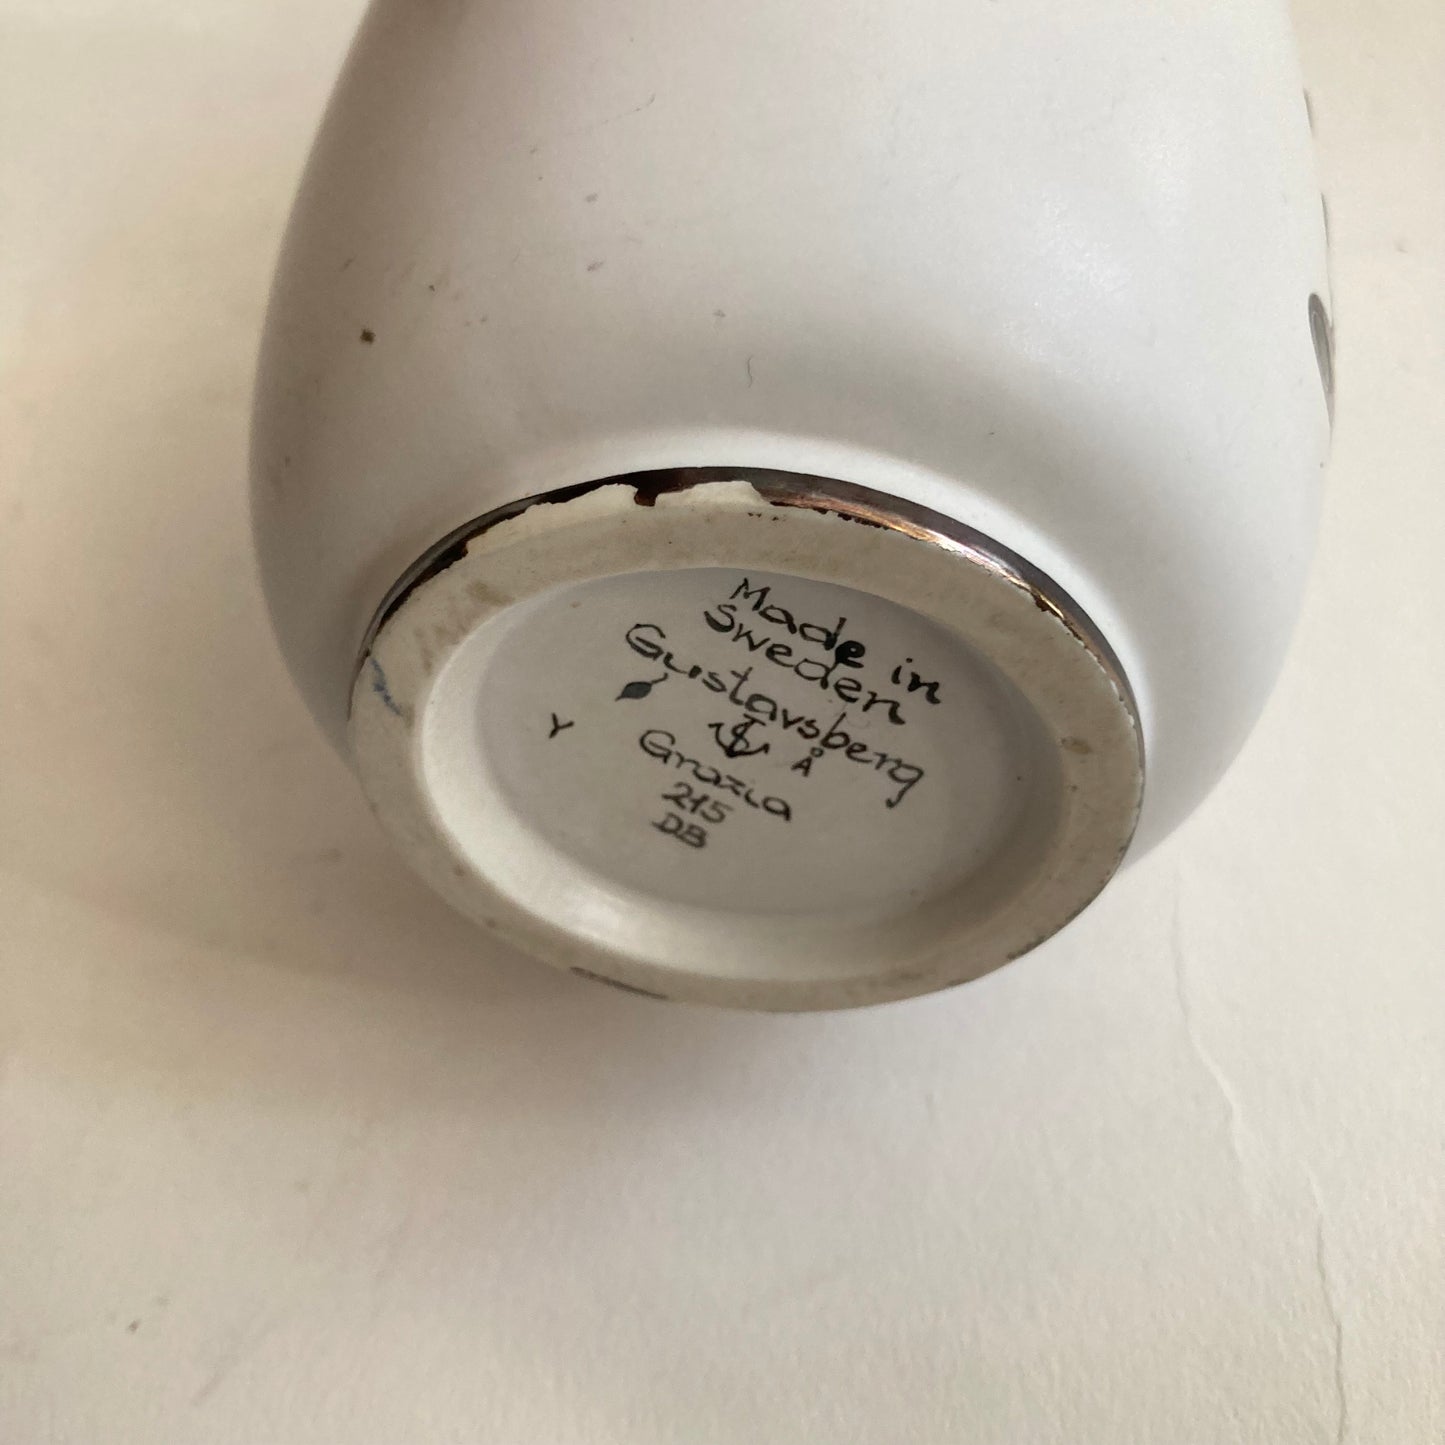 Made in
Sweden
Gustavsberg
Y
Å
Grazia
215
DB